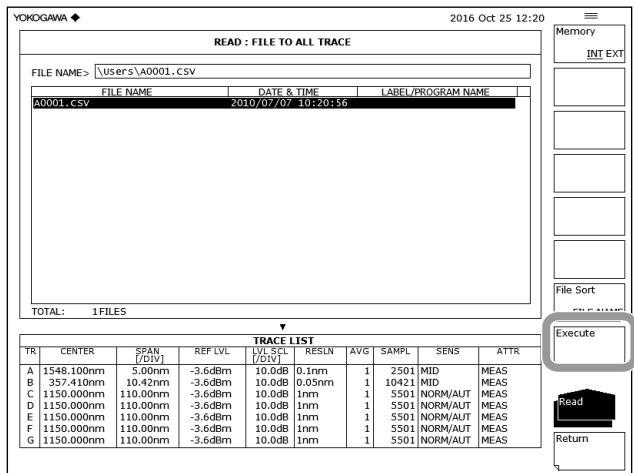 YOKOGAWA ◆ 2016 Oct 25 12:20
READ : FILE TO ALL TRACE
FILE NAME> \Users\A0001.CSV
FILE NAME DATE & TIME LABEL/PROGRAM NAME
A0001.CSV 2010/07/07 10:20:56
TOTAL: 1FILES
TRACE LIST
TR CENTER SPAN [/DIV] REF LVL LVL SCL [/DIV] RESLN AVG SAMPL SENS ATTR
A 1548.100nm 5.00nm -3.6dBm 10.0dB 0.1nm 1 2501 MID MEAS
B 357.410nm 10.42nm -3.6dBm 10.0dB 0.05nm 1 10421 MID MEAS
C 1150.000nm 110.00nm -3.6dBm 10.0dB 1nm 1 5501 NORM/AUT MEAS
D 1150.000nm 110.00nm -3.6dBm 10.0dB 1nm 1 5501 NORM/AUT MEAS
E 1150.000nm 110.00nm -3.6dBm 10.0dB 1nm 1 5501 NORM/AUT MEAS
F 1150.000nm 110.00nm -3.6dBm 10.0dB 1nm 1 5501 NORM/AUT MEAS
G 1150.000nm 110.00nm -3.6dBm 10.0dB 1nm 1 5501 NORM/AUT MEAS
Memory
INT EXT
File Sort
FILE NAME
Execute
Read
Return